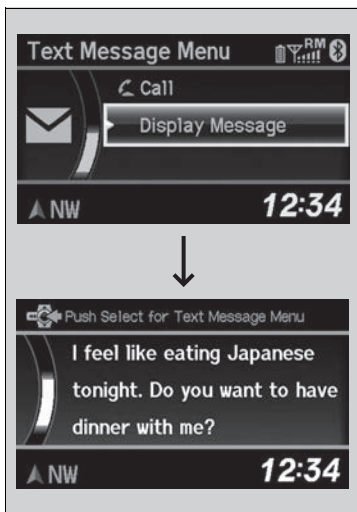 Text Message Menu RM
Call
Display Message
NW 12:34
Push Select for Text Message Menu
I feel like eating Japanese
tonight. Do you want to have
dinner with me?
NW 12:34